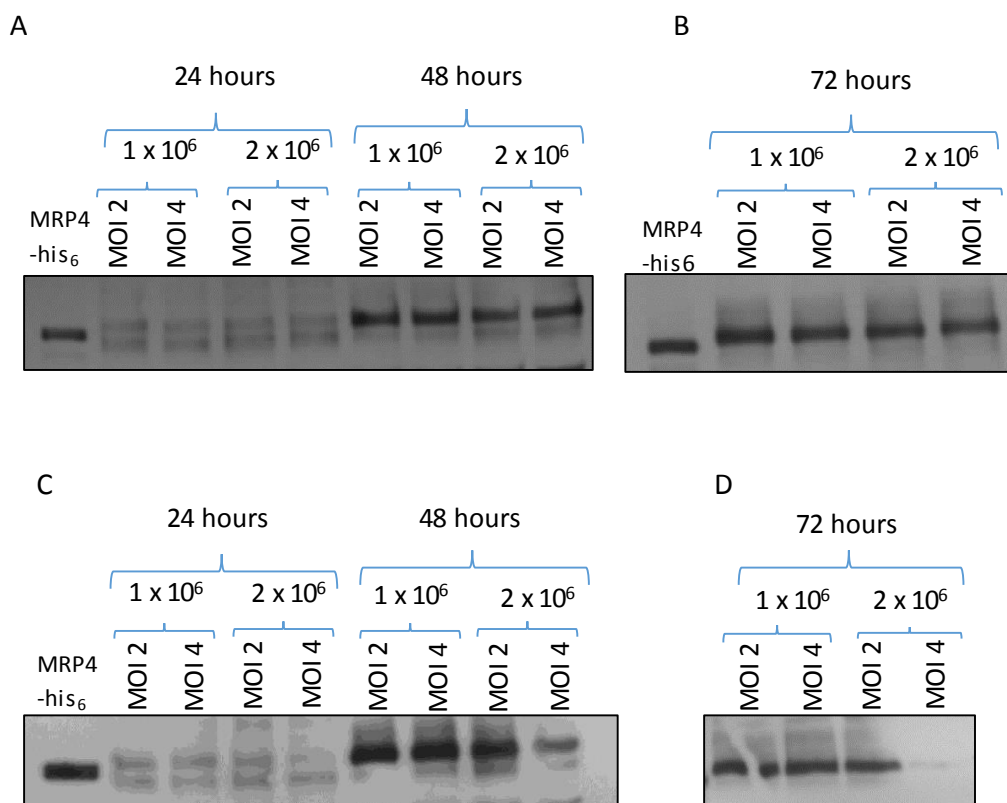 A
24 hours
48 hours
1 x 10⁶
2 x 10⁶
1 x 10⁶
2 x 10⁶
MRP4
-his₆
MOI 2
MOI 4
MOI 2
MOI 4
MOI 2
MOI 4
MOI 2
MOI 4
B
72 hours
1 x 10⁶
2 x 10⁶
MRP4
-his6
MOI 2
MOI 4
MOI 2
MOI 4
C
24 hours
48 hours
1 x 10⁶
2 x 10⁶
1 x 10⁶
2 x 10⁶
MRP4
-his₆
MOI 2
MOI 4
MOI 2
MOI 4
MOI 2
MOI 4
MOI 2
MOI 4
D
72 hours
1 x 10⁶
2 x 10⁶
MOI 2
MOI 4
MOI 2
MOI 4